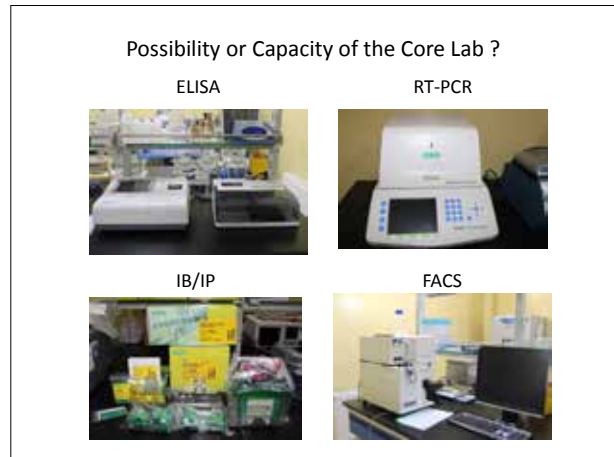 Possibility or Capacity of the Core Lab ?
ELISA
RT-PCR
IB/IP
FACS